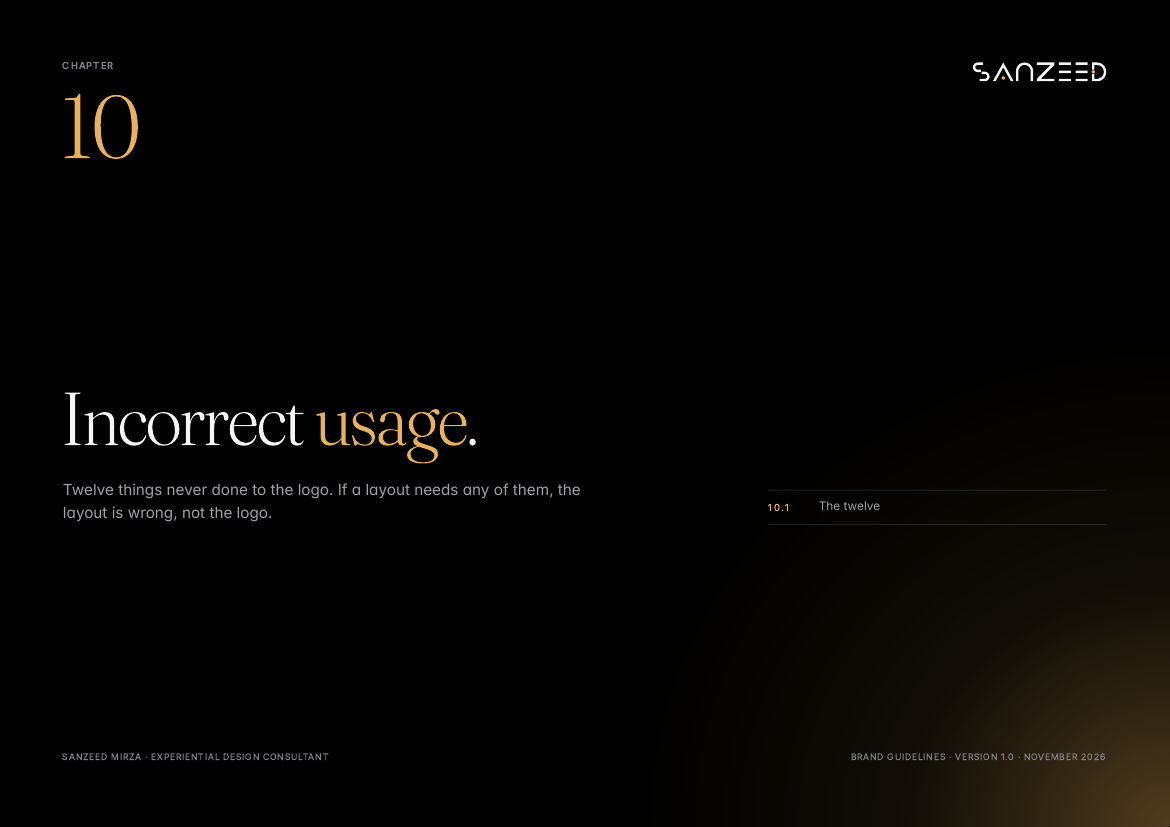 CHAPTER
SANZEED
10
Incorrect usage.
Twelve things never done to the logo. If a layout needs any of them, the
layout is wrong, not the logo.
10.1 The twelve
SANZEED MIRZA · EXPERIENTIAL DESIGN CONSULTANT
BRAND GUIDELINES · VERSION 1.0 · NOVEMBER 2026